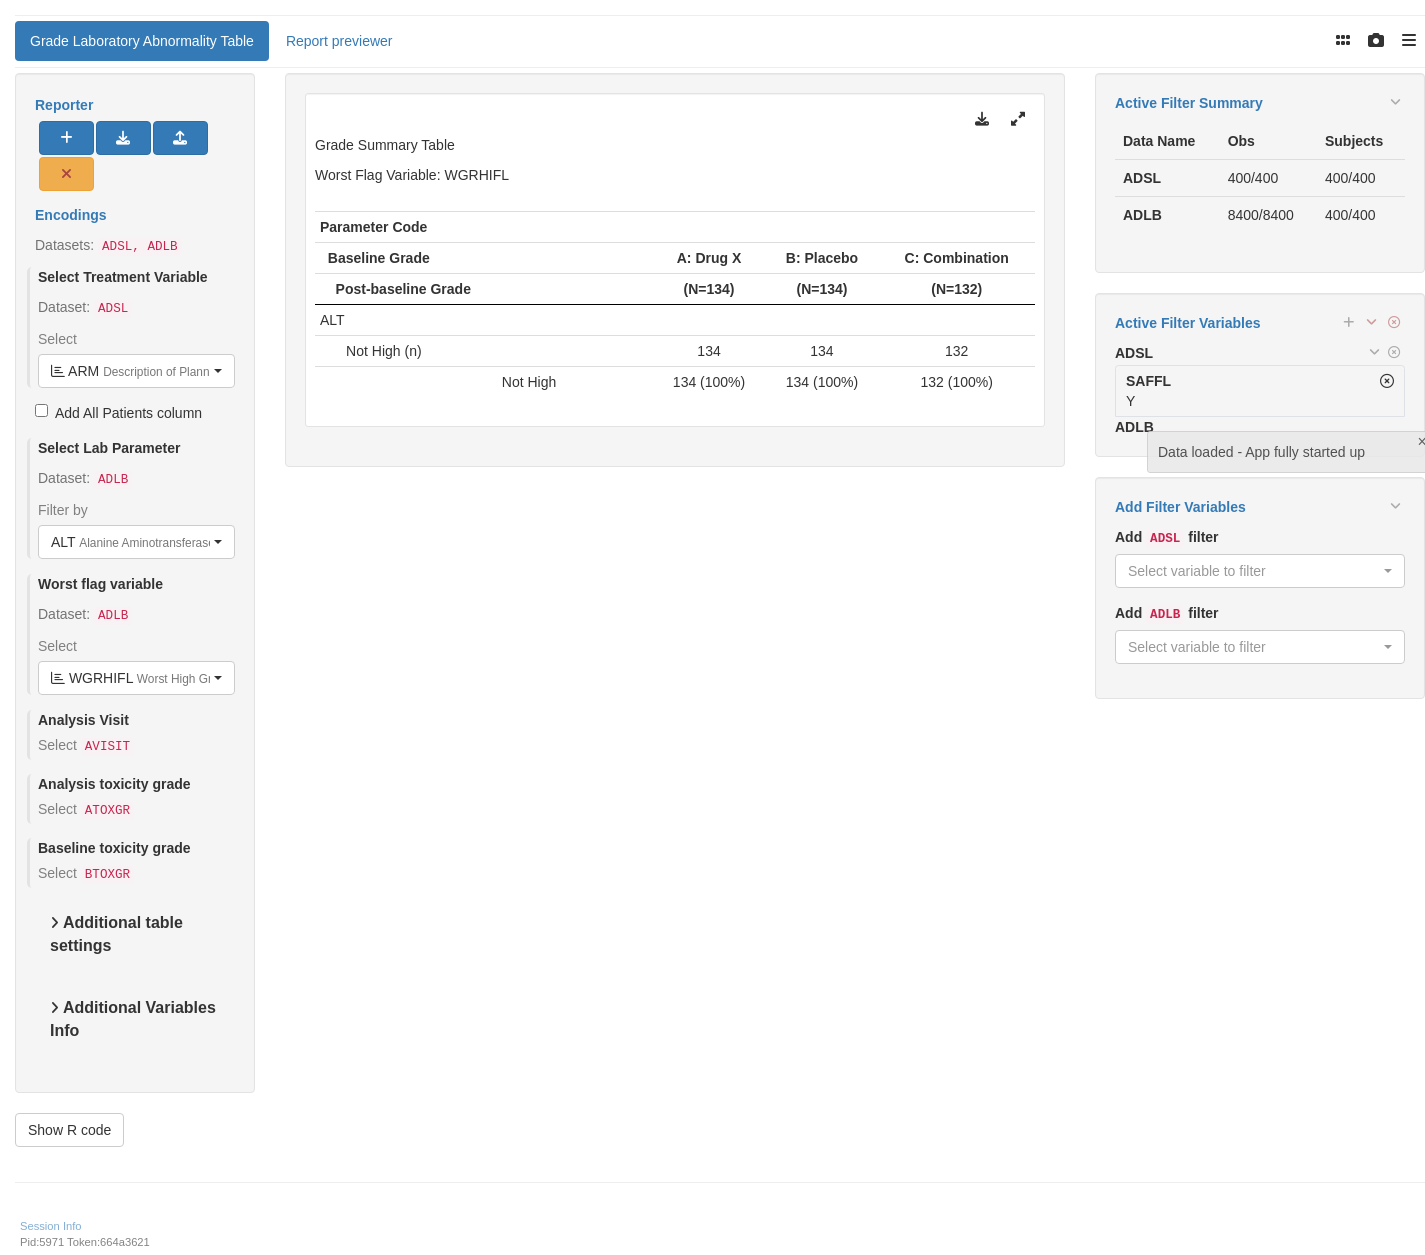 Grade Laboratory Abnormality Table
Report previewer
Reporter
Encodings
Datasets: ADSL, ADLB
Select Treatment Variable
Dataset: ADSL
Select
ARM Description of Plann
Add All Patients column
Select Lab Parameter
Dataset: ADLB
Filter by
ALT Alanine Aminotransferase
Worst flag variable
Dataset: ADLB
Select
WGRHIFL Worst High Gr
Analysis Visit
Select AVISIT
Analysis toxicity grade
Select ATOXGR
Baseline toxicity grade
Select BTOXGR
Additional table
settings
Additional Variables
Info
Show R code
Grade Summary Table
Worst Flag Variable: WGRHIFL
Parameter Code
Baseline Grade A: Drug X B: Placebo C: Combination
Post-baseline Grade (N=134) (N=134) (N=132)
ALT
Not High (n) 134 134 132
Not High 134 (100%) 134 (100%) 132 (100%)
Active Filter Summary
Data Name Obs Subjects
ADSL 400/400 400/400
ADLB 8400/8400 400/400
Active Filter Variables
ADSL
SAFFL
Y
ADLB
Data loaded - App fully started up
Add Filter Variables
Add ADSL filter
Select variable to filter
Add ADLB filter
Select variable to filter
Session Info
Pid:5971 Token:664a3621